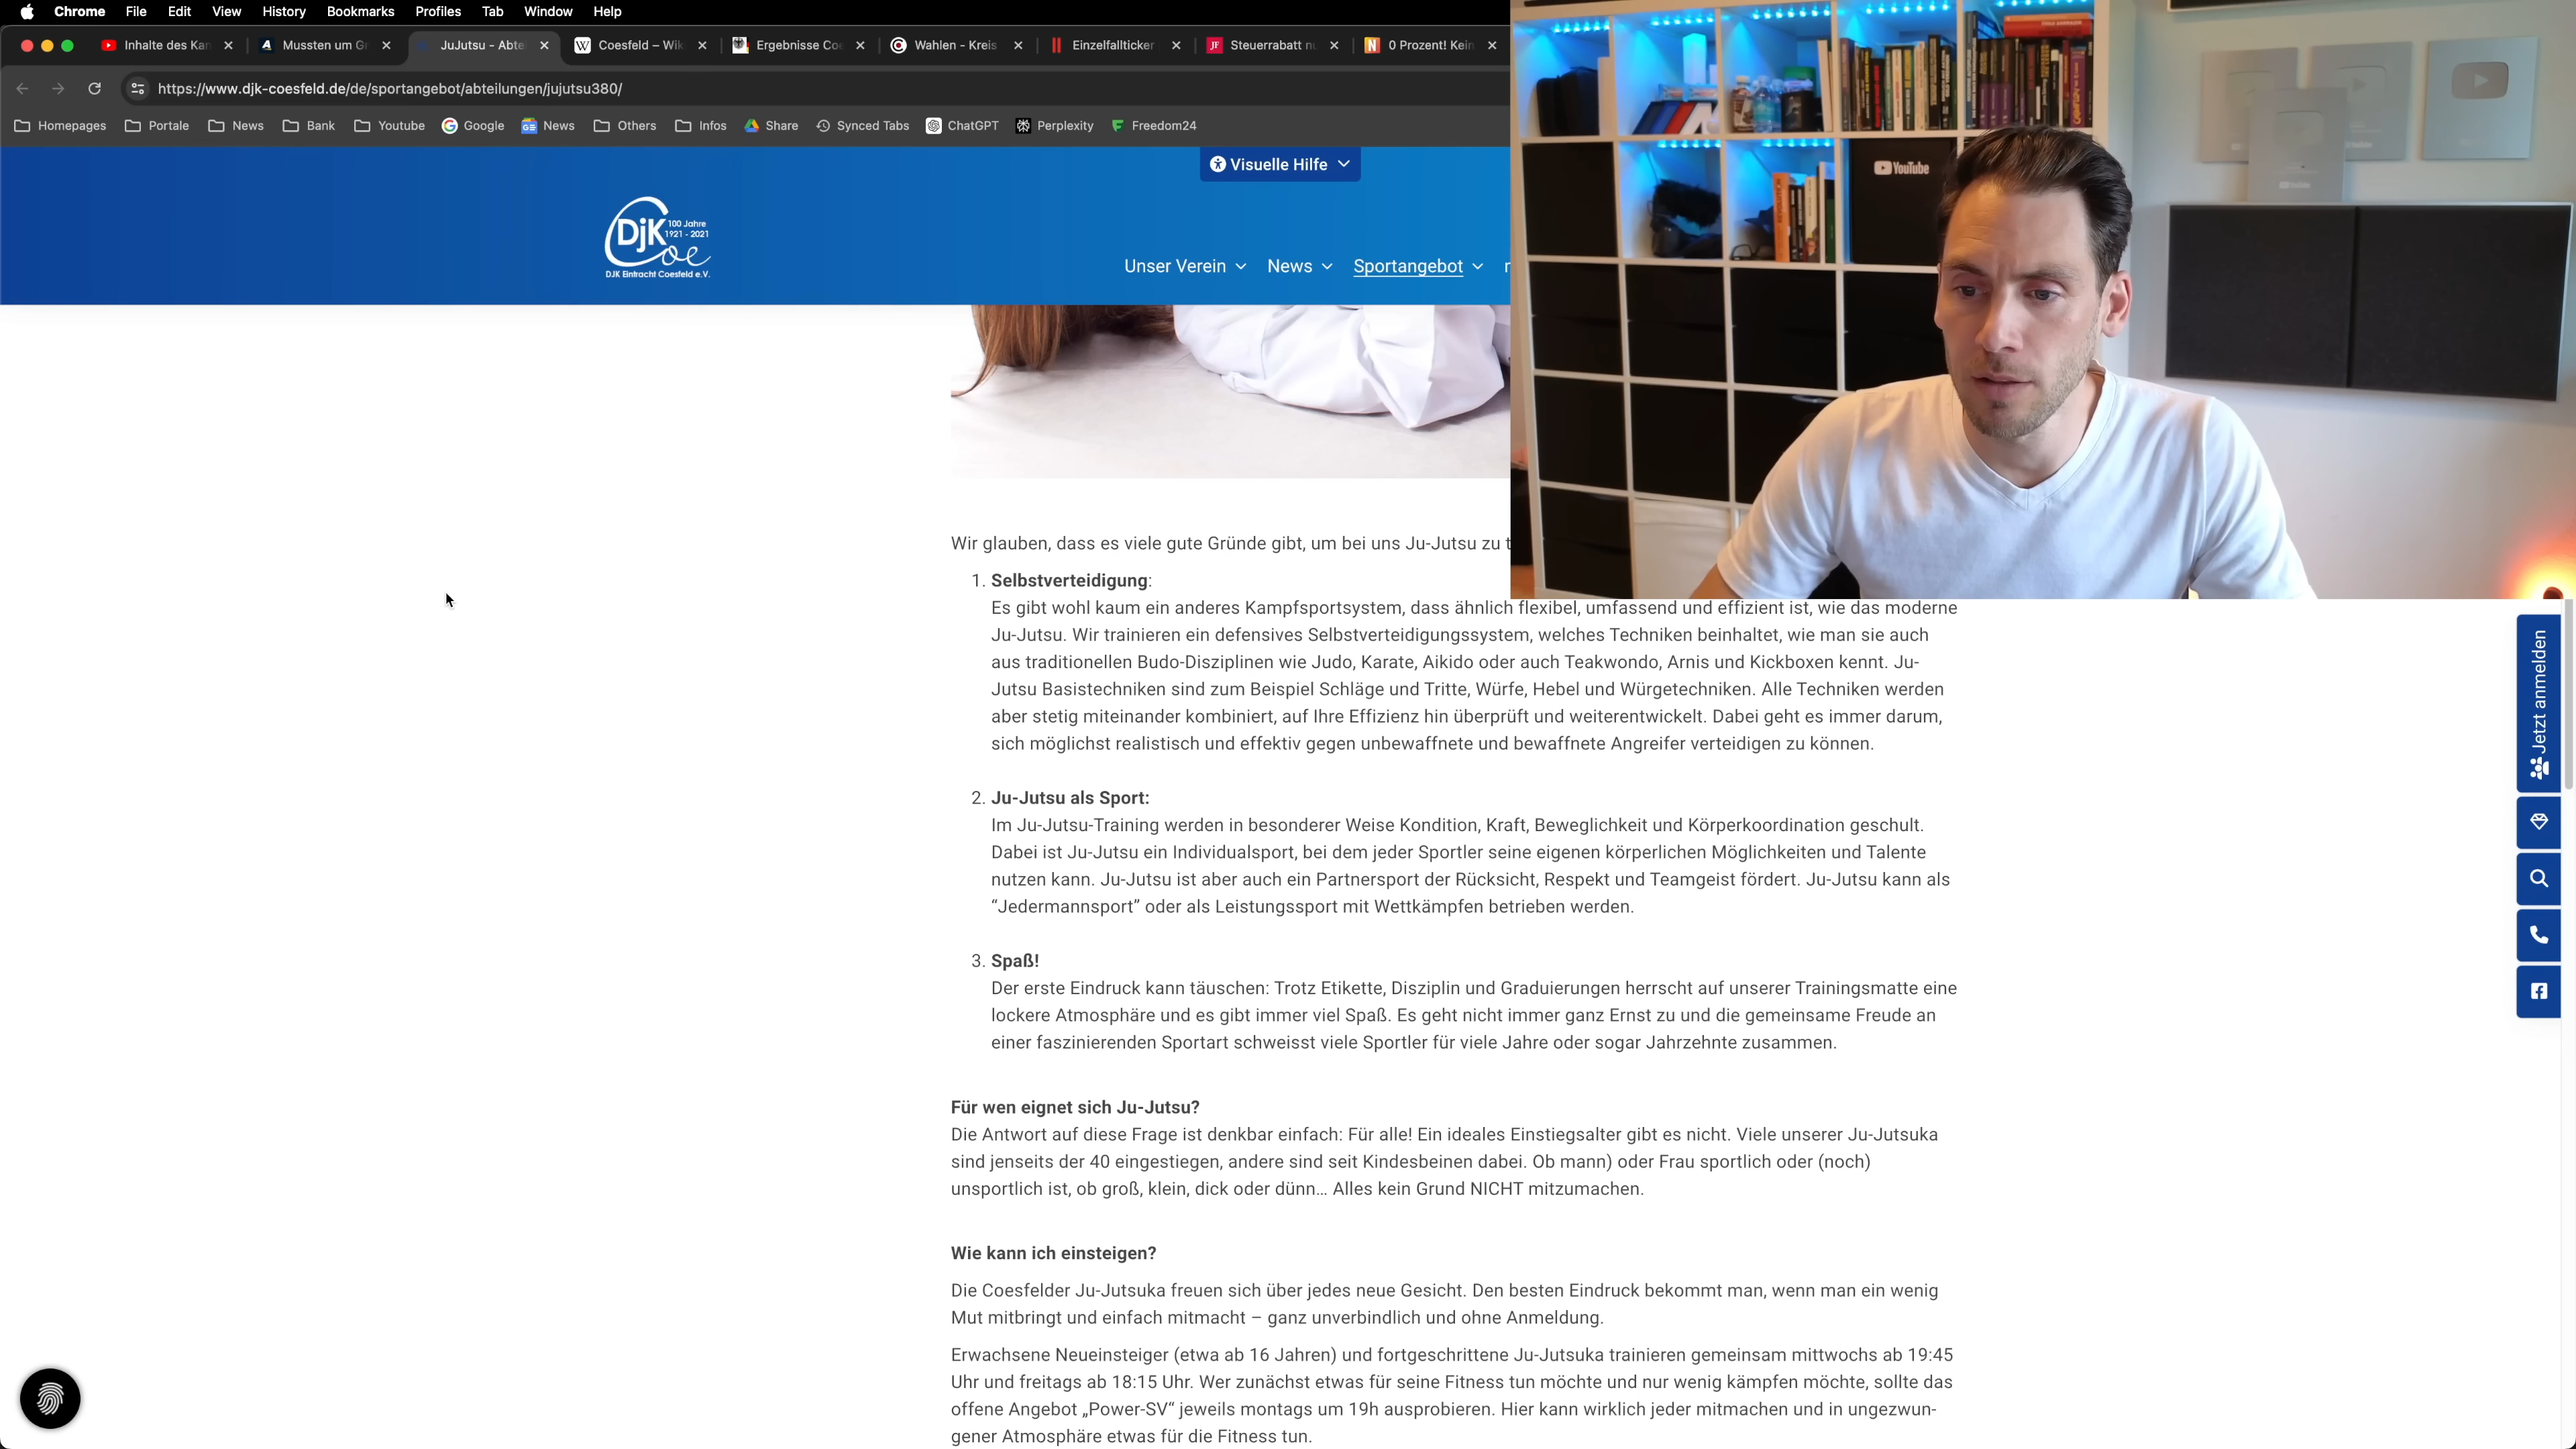 Chrome File Edit View History Bookmarks Profiles Tab Window Help
Inhalte des Kan
Mussten um Gr
JuJutsu - Abte
Coesfeld – Wik
Ergebnisse Coe
Wahlen - Kreis
Einzelfallticker
Steuerrabatt nu
0 Prozent! Kein
https://www.djk-coesfeld.de/de/sportangebot/abteilungen/jujutsu380/
Homepages Portale News Bank Youtube Google News Others Infos Share Synced Tabs ChatGPT Perplexity Freedom24
Visuelle Hilfe
DjK
100 Jahre
1921 - 2021
Coe
DJK Eintracht Coesfeld e.V.
Unser Verein News Sportangebot
YouTube
Wir glauben, dass es viele gute Gründe gibt, um bei uns Ju-Jutsu zu t
1. Selbstverteidigung:
Es gibt wohl kaum ein anderes Kampfsportsystem, dass ähnlich flexibel, umfassend und effizient ist, wie das moderne
Ju-Jutsu. Wir trainieren ein defensives Selbstverteidigungssystem, welches Techniken beinhaltet, wie man sie auch
aus traditionellen Budo-Disziplinen wie Judo, Karate, Aikido oder auch Teakwondo, Arnis und Kickboxen kennt. Ju-
Jutsu Basistechniken sind zum Beispiel Schläge und Tritte, Würfe, Hebel und Würgetechniken. Alle Techniken werden
aber stetig miteinander kombiniert, auf Ihre Effizienz hin überprüft und weiterentwickelt. Dabei geht es immer darum,
sich möglichst realistisch und effektiv gegen unbewaffnete und bewaffnete Angreifer verteidigen zu können.
2. Ju-Jutsu als Sport:
Im Ju-Jutsu-Training werden in besonderer Weise Kondition, Kraft, Beweglichkeit und Körperkoordination geschult.
Dabei ist Ju-Jutsu ein Individualsport, bei dem jeder Sportler seine eigenen körperlichen Möglichkeiten und Talente
nutzen kann. Ju-Jutsu ist aber auch ein Partnersport der Rücksicht, Respekt und Teamgeist fördert. Ju-Jutsu kann als
“Jedermannsport” oder als Leistungssport mit Wettkämpfen betrieben werden.
3. Spaß!
Der erste Eindruck kann täuschen: Trotz Etikette, Disziplin und Graduierungen herrscht auf unserer Trainingsmatte eine
lockere Atmosphäre und es gibt immer viel Spaß. Es geht nicht immer ganz Ernst zu und die gemeinsame Freude an
einer faszinierenden Sportart schweisst viele Sportler für viele Jahre oder sogar Jahrzehnte zusammen.
Für wen eignet sich Ju-Jutsu?
Die Antwort auf diese Frage ist denkbar einfach: Für alle! Ein ideales Einstiegsalter gibt es nicht. Viele unserer Ju-Jutsuka
sind jenseits der 40 eingestiegen, andere sind seit Kindesbeinen dabei. Ob mann) oder Frau sportlich oder (noch)
unsportlich ist, ob groß, klein, dick oder dünn… Alles kein Grund NICHT mitzumachen.
Wie kann ich einsteigen?
Die Coesfelder Ju-Jutsuka freuen sich über jedes neue Gesicht. Den besten Eindruck bekommt man, wenn man ein wenig
Mut mitbringt und einfach mitmacht – ganz unverbindlich und ohne Anmeldung.
Erwachsene Neueinsteiger (etwa ab 16 Jahren) und fortgeschrittene Ju-Jutsuka trainieren gemeinsam mittwochs ab 19:45
Uhr und freitags ab 18:15 Uhr. Wer zunächst etwas für seine Fitness tun möchte und nur wenig kämpfen möchte, sollte das
offene Angebot „Power-SV“ jeweils montags um 19h ausprobieren. Hier kann wirklich jeder mitmachen und in ungezwun-
gener Atmosphäre etwas für die Fitness tun.
Jetzt anmelden